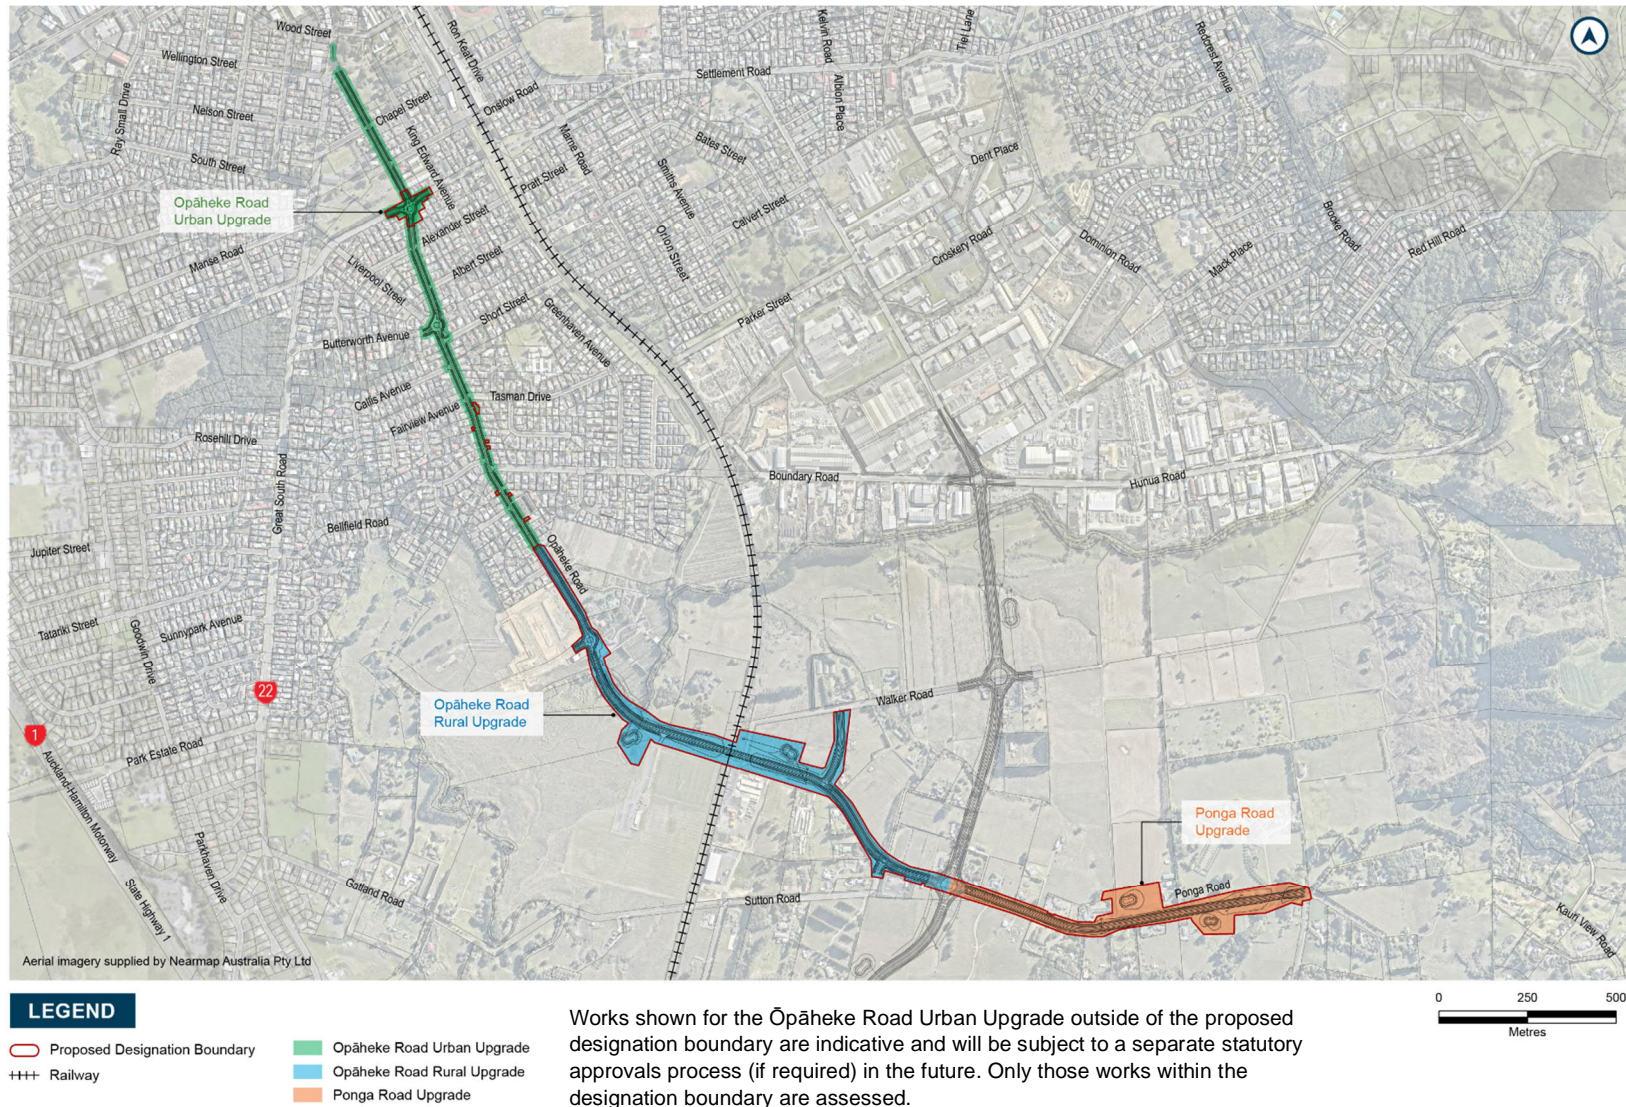 Wood Street
Wellington Street
Ray Small Drive
Nelson Street
South Street
Chapel Street
King Edward Avenue
Ron Keat Drive
Onslow Road
Settlement Road
Kelvin Road
Albion Place
Tiel Lane
Redcrest Avenue
Marne Road
Pratt Street
Bates Street
Smiths Avenue
Dent Place
Opāheke Road
Urban Upgrade
Alexander Street
Manse Road
Liverpool Street
Albert Street
Orion Street
Calvert Street
Croskery Road
Dominion Road
Mack Place
Brooke Road
Red Hill Road
Short Street
Greenhaven Avenue
Parker Street
Butterworth Avenue
Callis Avenue
Fairview Avenue
Tasman Drive
Rosehill Drive
Great South Road
Boundary Road
Hunua Road
Bellfield Road
Jupiter Street
Opāheke Road
Tatariki Street
Goodwin Drive
Sunnypark Avenue
22
1
Opāheke Road
Rural Upgrade
Walker Road
Park Estate Road
Auckland-Hamilton Motorway
State Highway 1
Parkhaven Drive
Gatland Road
Sutton Road
Ponga Road
Upgrade
Ponga Road
Kauri View Road
Aerial imagery supplied by Nearmap Australia Pty Ltd
LEGEND
Proposed Designation Boundary
Railway
Opāheke Road Urban Upgrade
Opāheke Road Rural Upgrade
Ponga Road Upgrade
Works shown for the Ōpāheke Road Urban Upgrade outside of the proposed
designation boundary are indicative and will be subject to a separate statutory
approvals process (if required) in the future. Only those works within the
designation boundary are assessed.
0 250 500
Metres